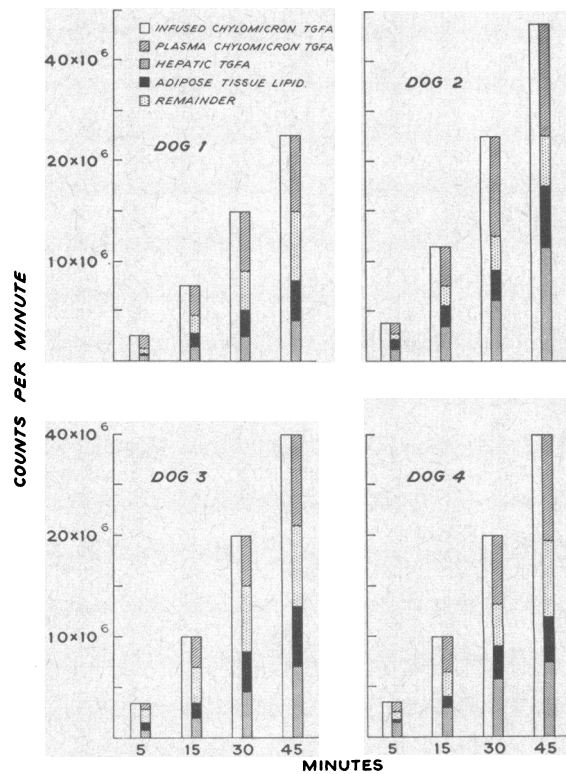 INFUSED CHYLOMICRON TGFA
PLASMA CHYLOMICRON TGFA
HEPATIC TGFA
ADIPOSE TISSUE LIPID.
REMAINDER
40×10⁶
20×10⁶
10×10⁶
DOG 1
DOG 2
COUNTS PER MINUTE
40×10⁶
20×10⁶
10×10⁶
DOG 3
DOG 4
5 15 30 45
5 15 30 45
MINUTES